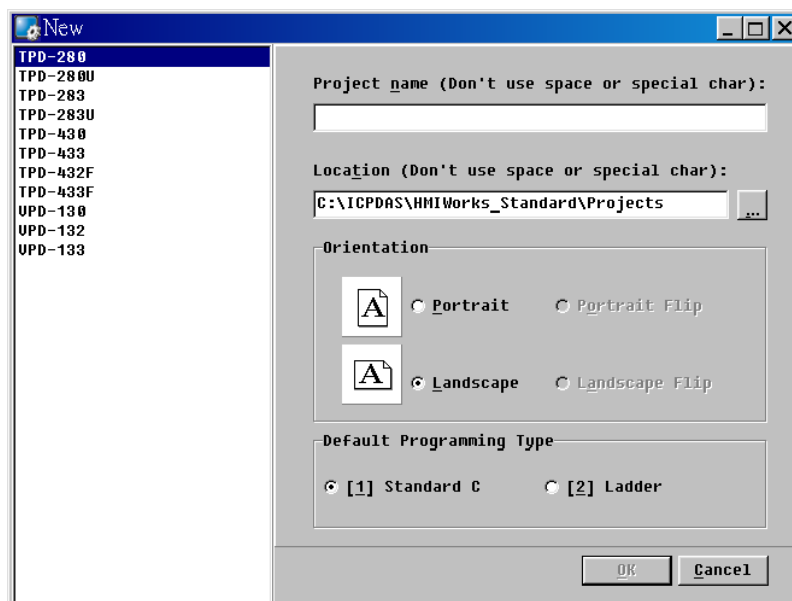 New
TPD-280
TPD-280U
TPD-283
TPD-283U
TPD-430
TPD-433
TPD-432F
TPD-433F
VPD-130
VPD-132
VPD-133
Project name (Don't use space or special char):
Location (Don't use space or special char):
C:\ICPDAS\HMIWorks_Standard\Projects
...
Orientation
A Portrait Portrait Flip
A Landscape Landscape Flip
Default Programming Type
[1] Standard C [2] Ladder
OK Cancel